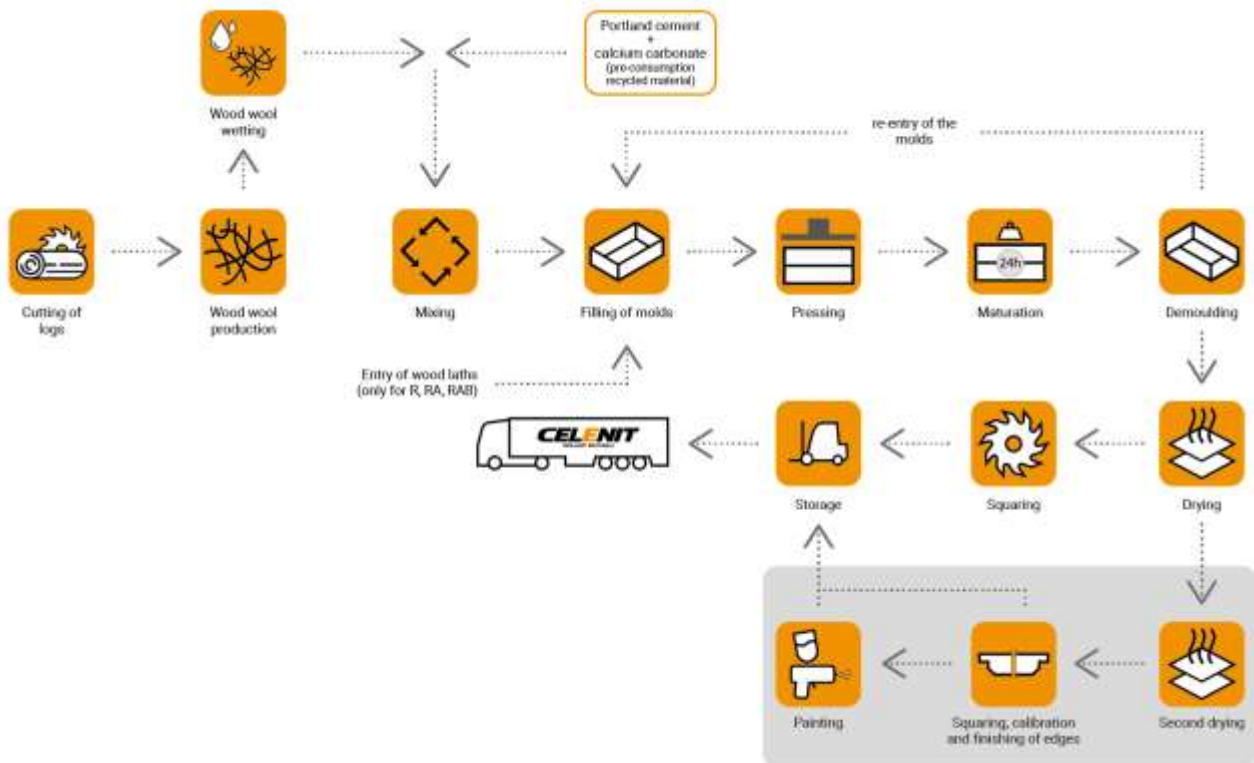 Portland cement
+
calcium carbonate
(pre-consumption
recycled material)
Wood wool
wetting
re-entry of the
molds
24h
Cutting of
logs
Wood wool
production
Mixing
Filling of molds
Pressing
Maturation
Demoulding
Entry of wood laths
(only for R, RA, RAB)
CELENIT
Storage
Squaring
Drying
Painting
Squaring, calibration
and finishing of edges
Second drying